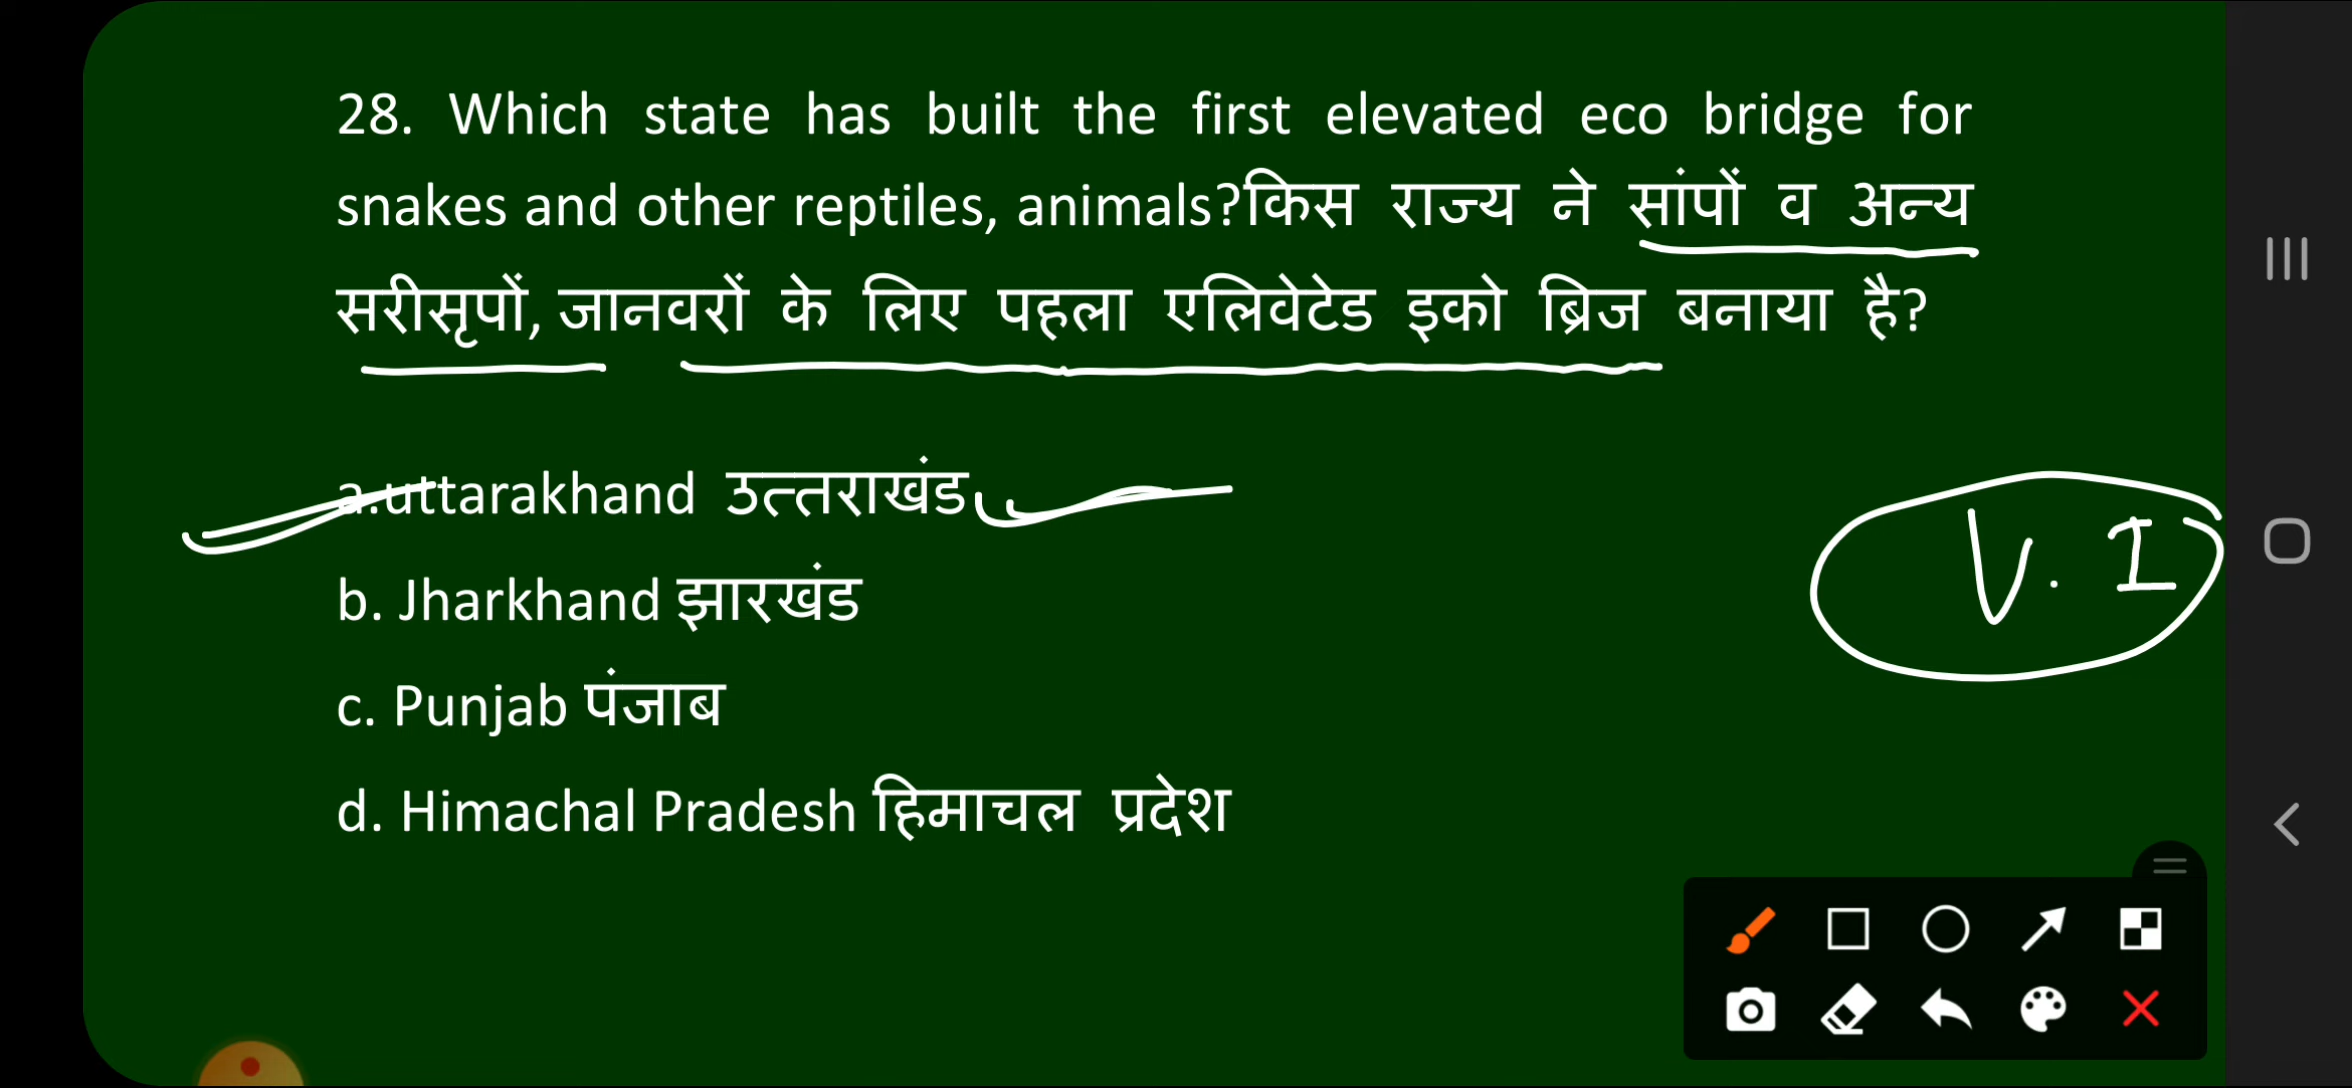 28. Which state has built the first elevated eco bridge for
snakes and other reptiles, animals?किस राज्य ने सांपों व अन्य
सरीसृपों, जानवरों के लिए पहला एलिवेटेड इको ब्रिज बनाया है?
a.uttarakhand उत्तराखंड
V. I
b. Jharkhand झारखंड
c. Punjab पंजाब
d. Himachal Pradesh हिमाचल प्रदेश